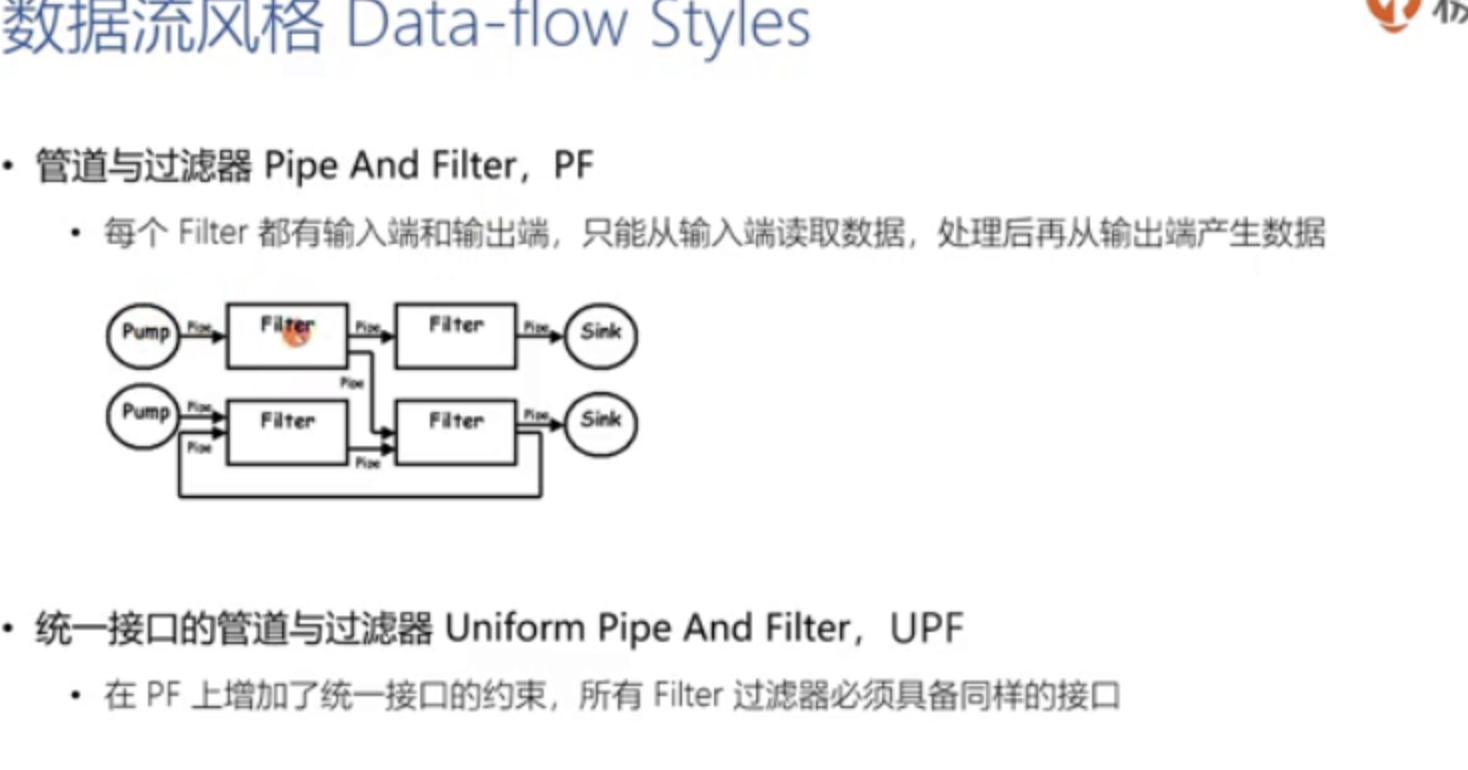 数据流风格 Data-flow Styles
• 管道与过滤器 Pipe And Filter，PF
• 每个 Filter 都有输入端和输出端，只能从输入端读取数据，处理后再从输出端产生数据
Pump Pipe Filter Pipe Filter Pipe Sink
Pipe
Pump Pipe Filter Filter Pipe Sink
Pipe Pipe
• 统一接口的管道与过滤器 Uniform Pipe And Filter，UPF
• 在 PF 上增加了统一接口的约束，所有 Filter 过滤器必须具备同样的接口